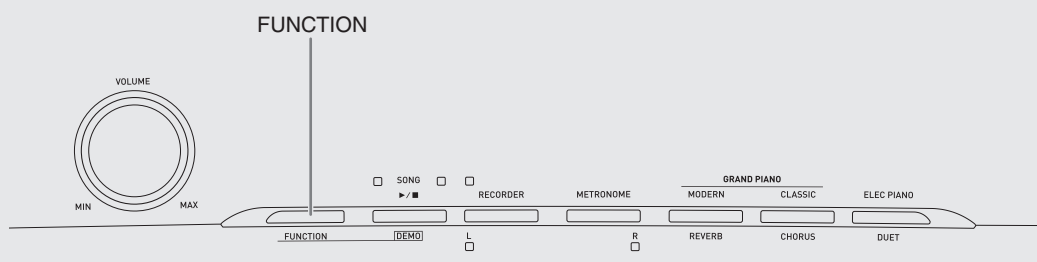 FUNCTION
VOLUME
MIN
MAX
SONG
▶/■
RECORDER
METRONOME
GRAND PIANO
MODERN
CLASSIC
ELEC PIANO
FUNCTION
DEMO
L
R
REVERB
CHORUS
DUET